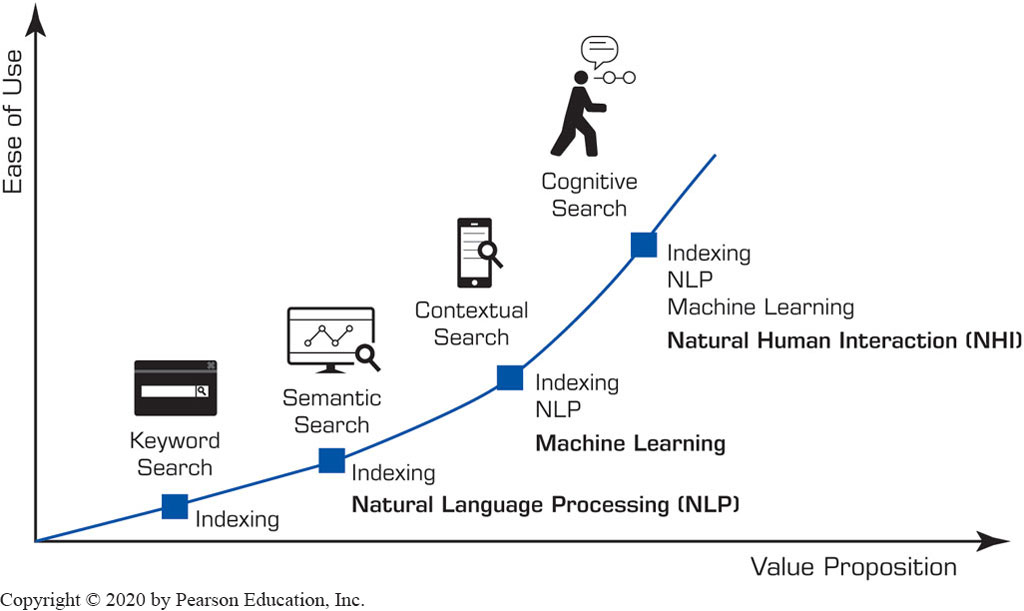 Ease of Use
Cognitive
Search
Indexing
NLP
Machine Learning
Natural Human Interaction (NHI)
Contextual
Search
Indexing
NLP
Machine Learning
Semantic
Search
Indexing
Natural Language Processing (NLP)
Keyword
Search
Indexing
Value Proposition
Copyright © 2020 by Pearson Education, Inc.